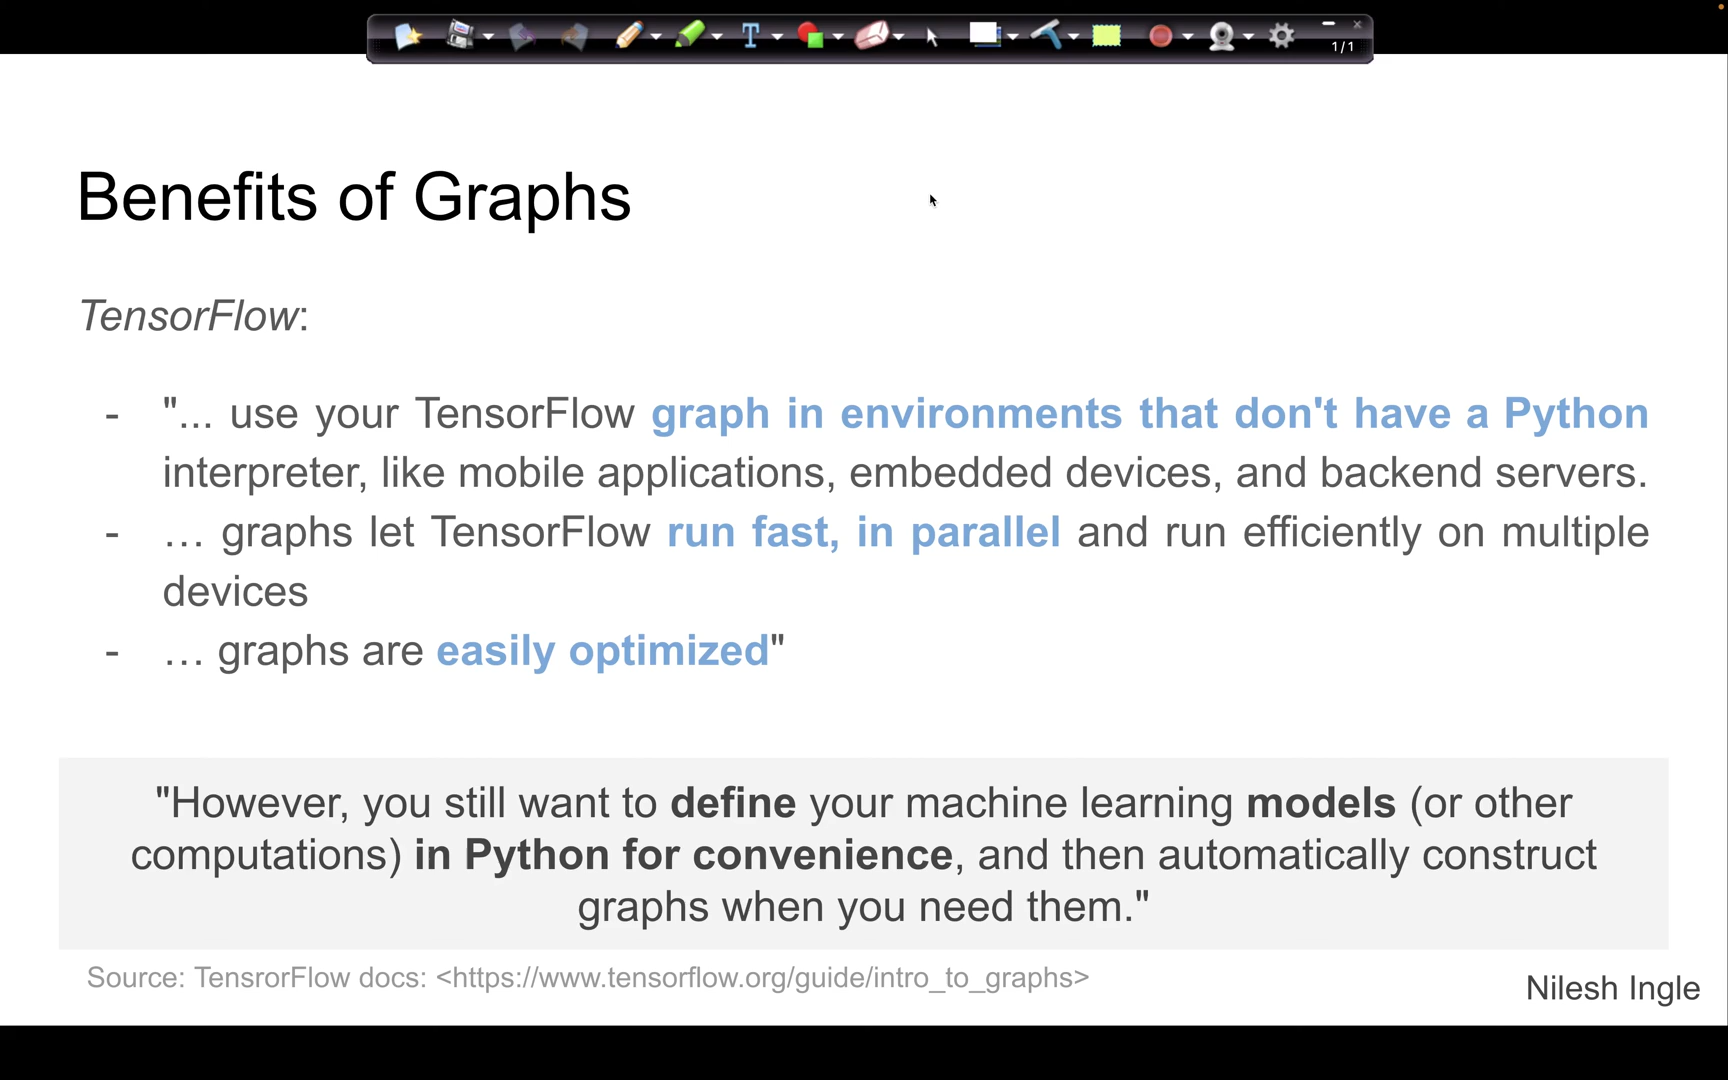 1/1
Benefits of Graphs
TensorFlow:
- "... use your TensorFlow graph in environments that don't have a Python
interpreter, like mobile applications, embedded devices, and backend servers.
- … graphs let TensorFlow run fast, in parallel and run efficiently on multiple
devices
- … graphs are easily optimized"
"However, you still want to define your machine learning models (or other
computations) in Python for convenience, and then automatically construct
graphs when you need them."
Source: TensrorFlow docs: <https://www.tensorflow.org/guide/intro_to_graphs>
Nilesh Ingle